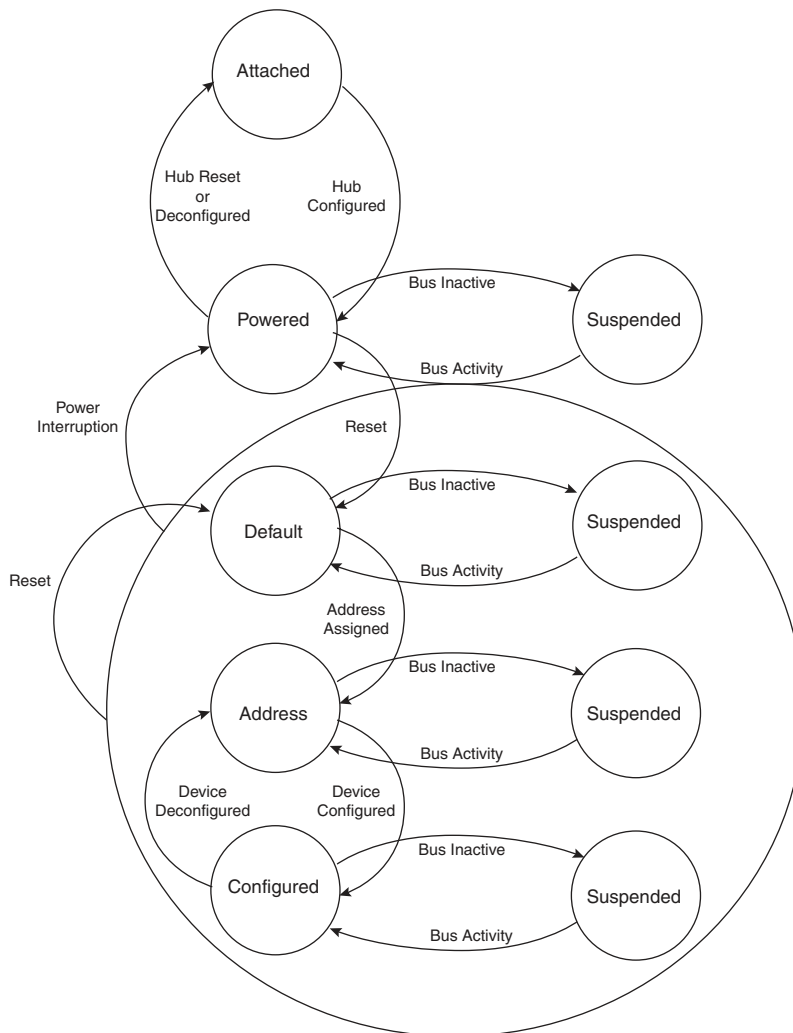 Attached
Hub Reset
or
Deconfigured
Hub
Configured
Bus Inactive
Powered
Suspended
Bus Activity
Power
Interruption
Reset
Bus Inactive
Default
Suspended
Bus Activity
Reset
Address
Assigned
Bus Inactive
Address
Suspended
Bus Activity
Device
Deconfigured
Device
Configured
Bus Inactive
Configured
Suspended
Bus Activity